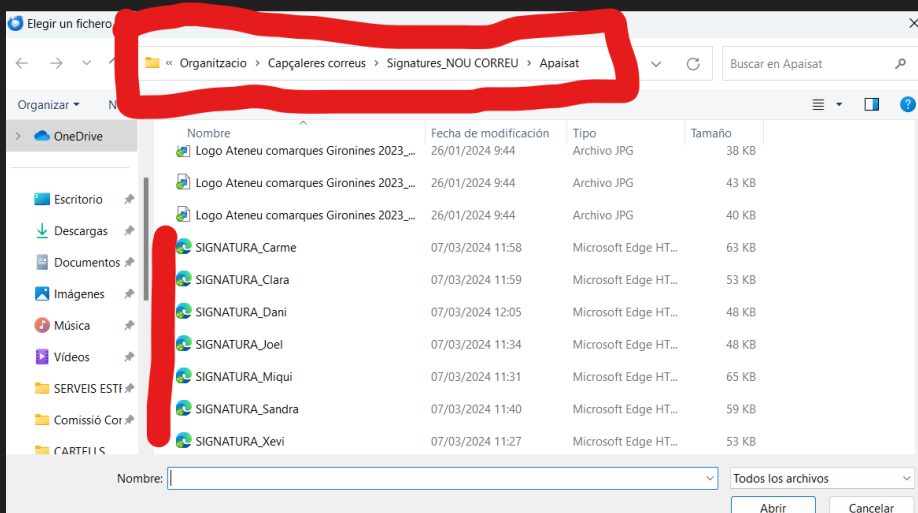 Elegir un fichero
« Organitzacio > Capçaleres correus > Signatures_NOU CORREU > Apaisat
Buscar en Apaisat
Organizar
OneDrive
Escritorio
Descargas
Documentos
Imágenes
Música
Vídeos
SERVEIS ESTF
Comissió Cor
CARTELLS
Nombre Fecha de modificación Tipo Tamaño
Logo Ateneu comarques Gironines 2023_... 26/01/2024 9:44 Archivo JPG 38 KB
Logo Ateneu comarques Gironines 2023_... 26/01/2024 9:44 Archivo JPG 43 KB
Logo Ateneu comarques Gironines 2023_... 26/01/2024 9:44 Archivo JPG 40 KB
SIGNATURA_Carme 07/03/2024 11:58 Microsoft Edge HT... 63 KB
SIGNATURA_Clara 07/03/2024 11:59 Microsoft Edge HT... 53 KB
SIGNATURA_Dani 07/03/2024 12:05 Microsoft Edge HT... 48 KB
SIGNATURA_Joel 07/03/2024 11:34 Microsoft Edge HT... 48 KB
SIGNATURA_Miqui 07/03/2024 11:31 Microsoft Edge HT... 65 KB
SIGNATURA_Sandra 07/03/2024 11:40 Microsoft Edge HT... 59 KB
SIGNATURA_Xevi 07/03/2024 11:27 Microsoft Edge HT... 53 KB
Nombre:
Todos los archivos
Abrir Cancelar